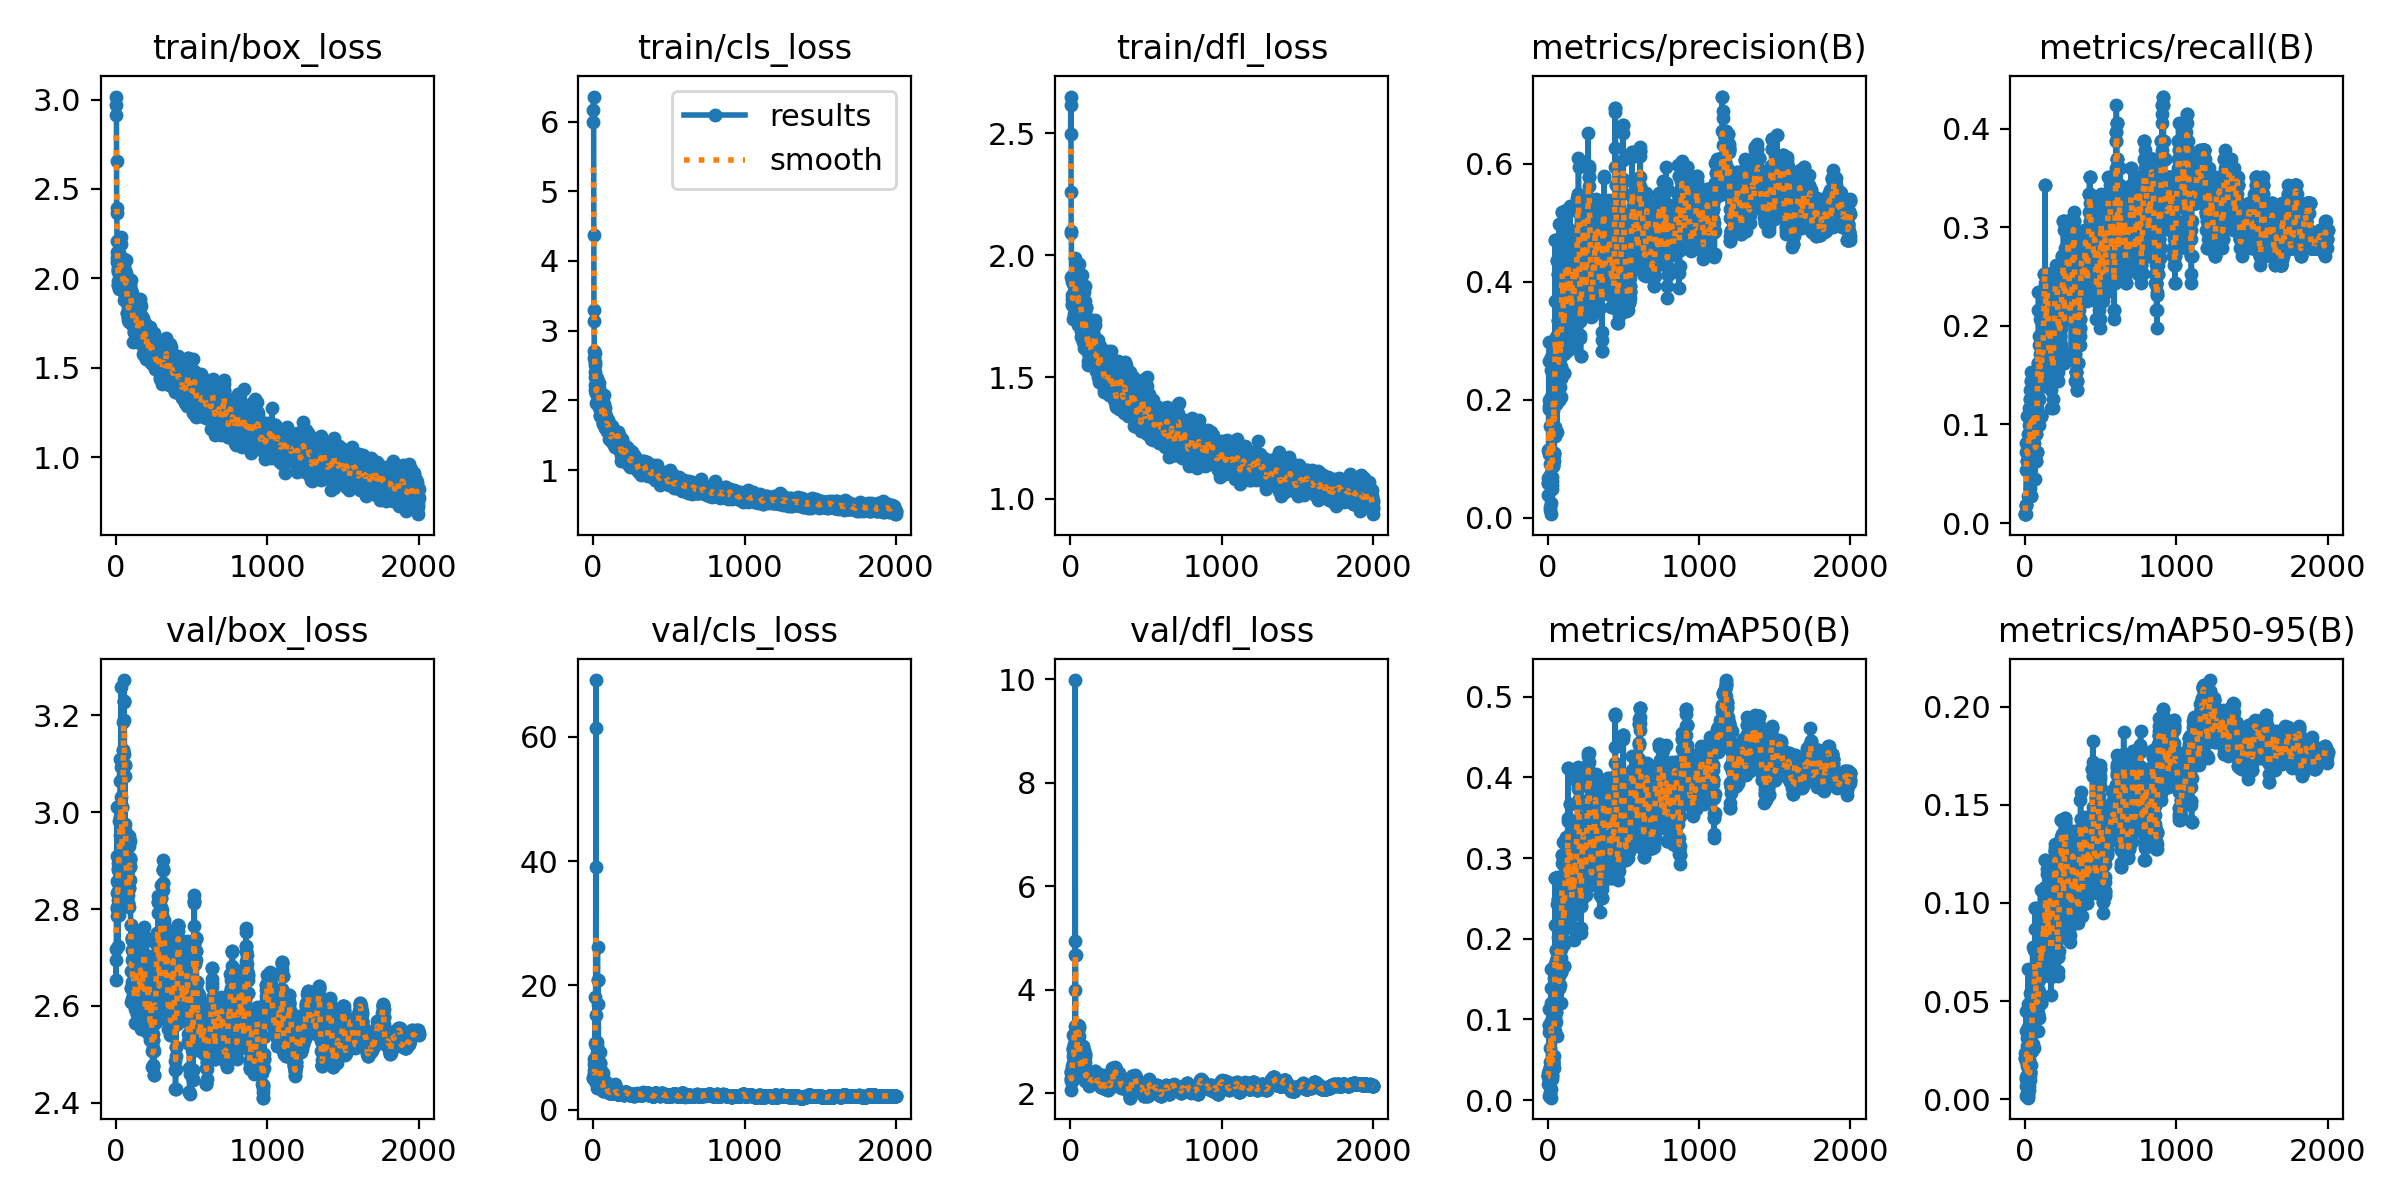 train/box_loss
3.0
2.5
2.0
1.5
1.0
0 1000 2000
train/cls_loss
results
smooth
6
5
4
3
2
1
0 1000 2000
train/dfl_loss
2.5
2.0
1.5
1.0
0 1000 2000
metrics/precision(B)
0.6
0.4
0.2
0.0
0 1000 2000
metrics/recall(B)
0.4
0.3
0.2
0.1
0.0
0 1000 2000
val/box_loss
3.2
3.0
2.8
2.6
2.4
0 1000 2000
val/cls_loss
60
40
20
0
0 1000 2000
val/dfl_loss
10
8
6
4
2
0 1000 2000
metrics/mAP50(B)
0.5
0.4
0.3
0.2
0.1
0.0
0 1000 2000
metrics/mAP50-95(B)
0.20
0.15
0.10
0.05
0.00
0 1000 2000